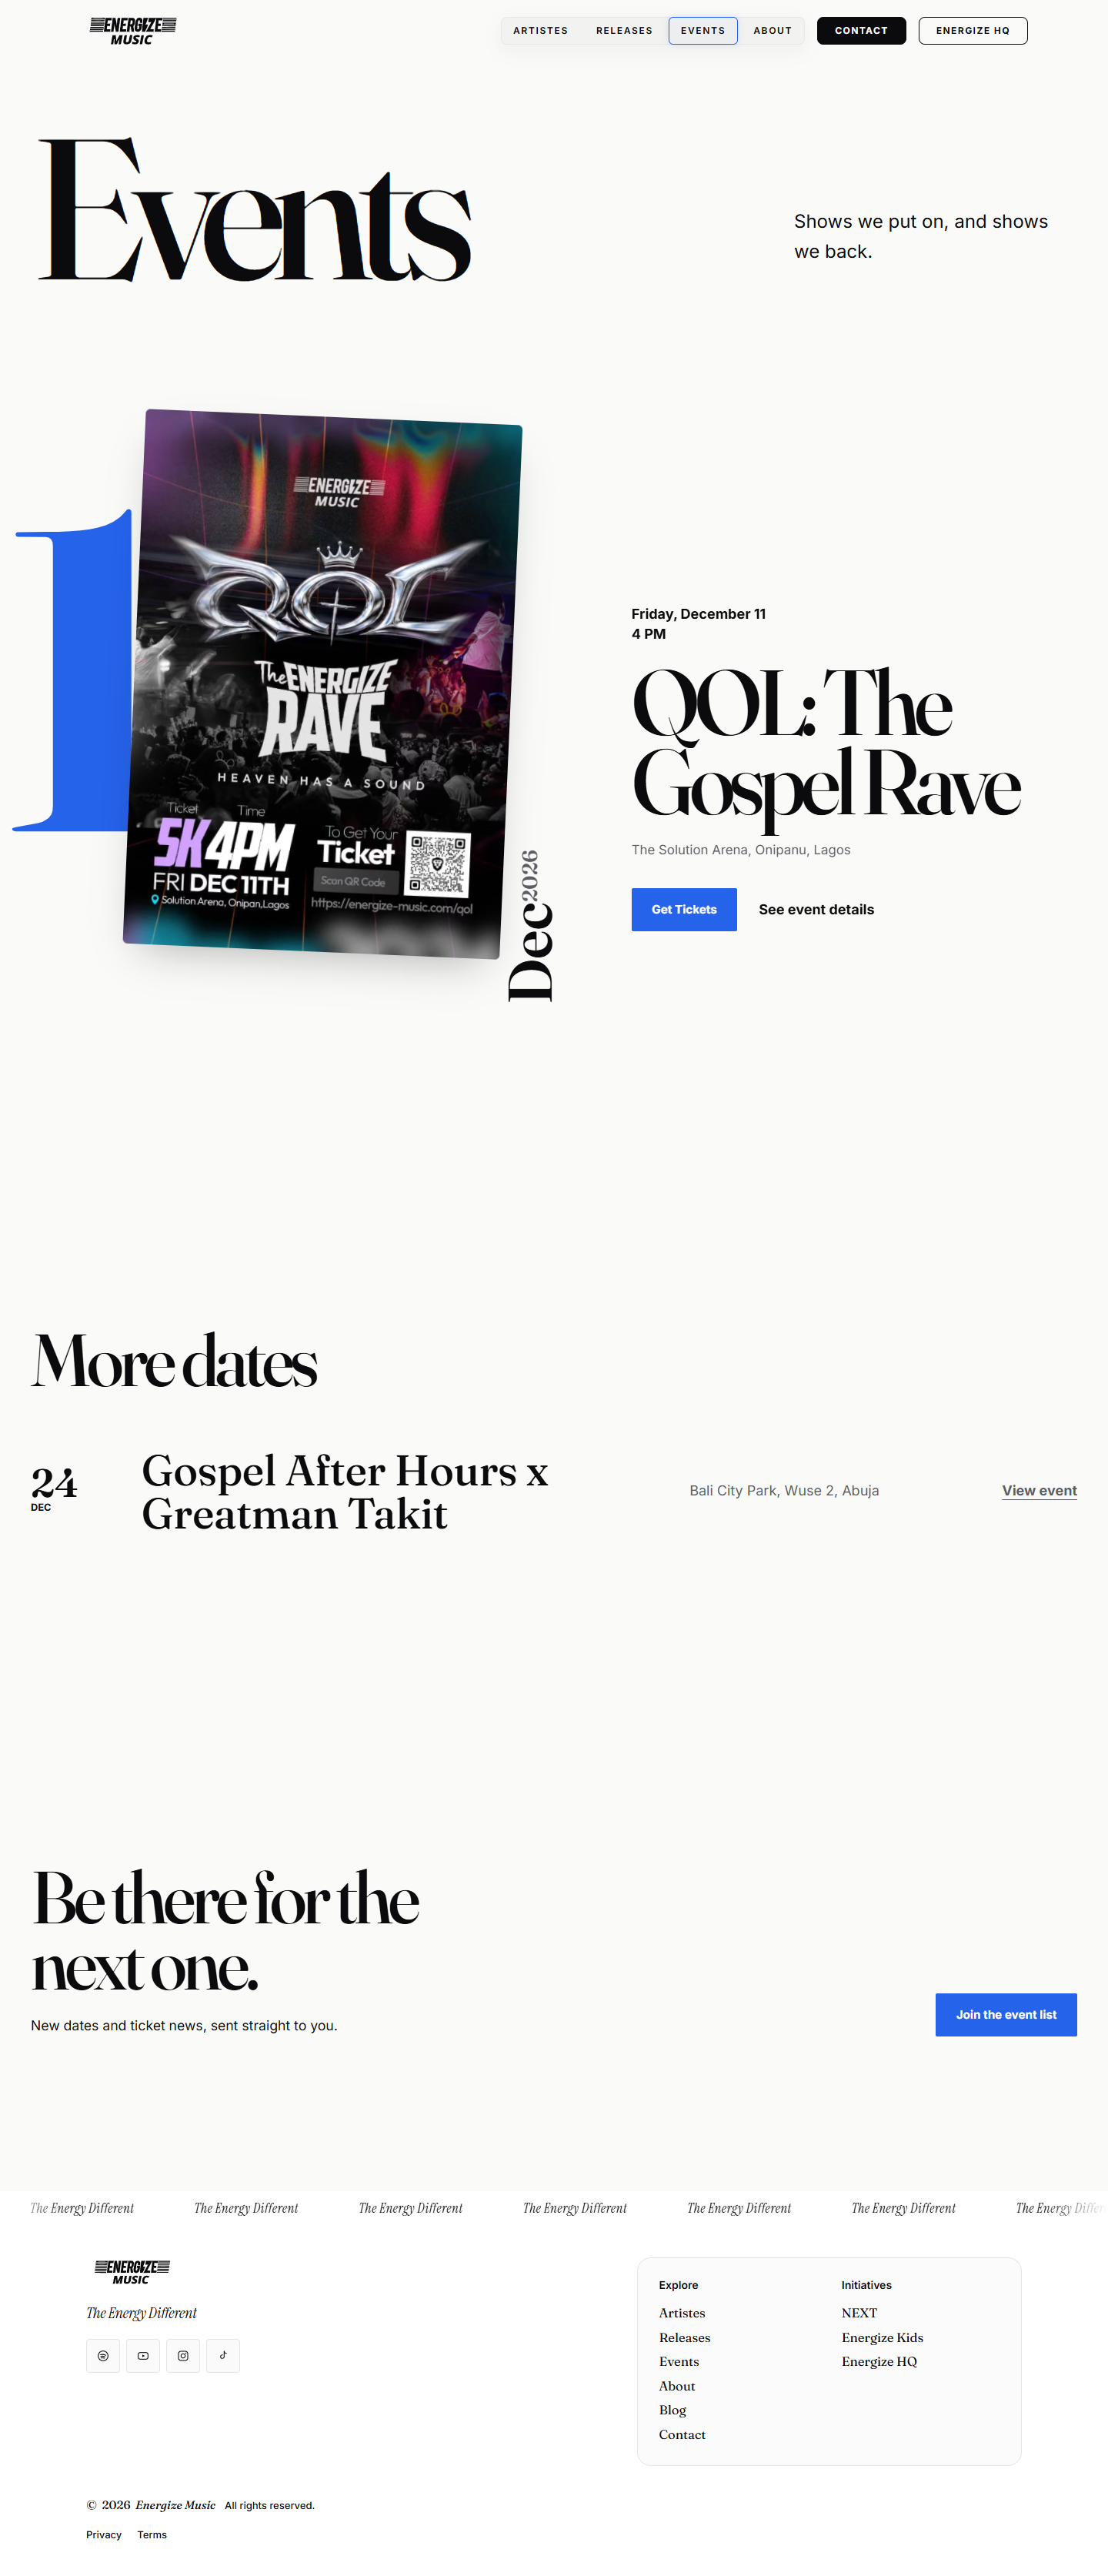 ENERGIZE
MUSIC
ARTISTES
RELEASES
EVENTS
ABOUT
CONTACT
ENERGIZE HQ
Events
Shows we put on, and shows
we back.
1
ENERGIZE
MUSIC
QOL
The ENERGIZE
RAVE
HEAVEN HAS A SOUND
Ticket
Time
5K 4PM
FRI DEC 11TH
Solution Arena, Onipan,Lagos
To Get Your
Ticket
Scan QR Code
https://energize-music.com/qol
Dec 2026
Friday, December 11
4 PM
QOL: The
Gospel Rave
The Solution Arena, Onipanu, Lagos
Get Tickets
See event details
More dates
24
DEC
Gospel After Hours x
Greatman Takit
Bali City Park, Wuse 2, Abuja
View event
Be there for the
next one.
New dates and ticket news, sent straight to you.
Join the event list
The Energy Different The Energy Different The Energy Different The Energy Different The Energy Different The Energy Different The Energy Differ
ENERGIZE
MUSIC
The Energy Different
Explore
Artistes
Releases
Events
About
Blog
Contact
Initiatives
NEXT
Energize Kids
Energize HQ
© 2026 Energize Music All rights reserved.
Privacy
Terms